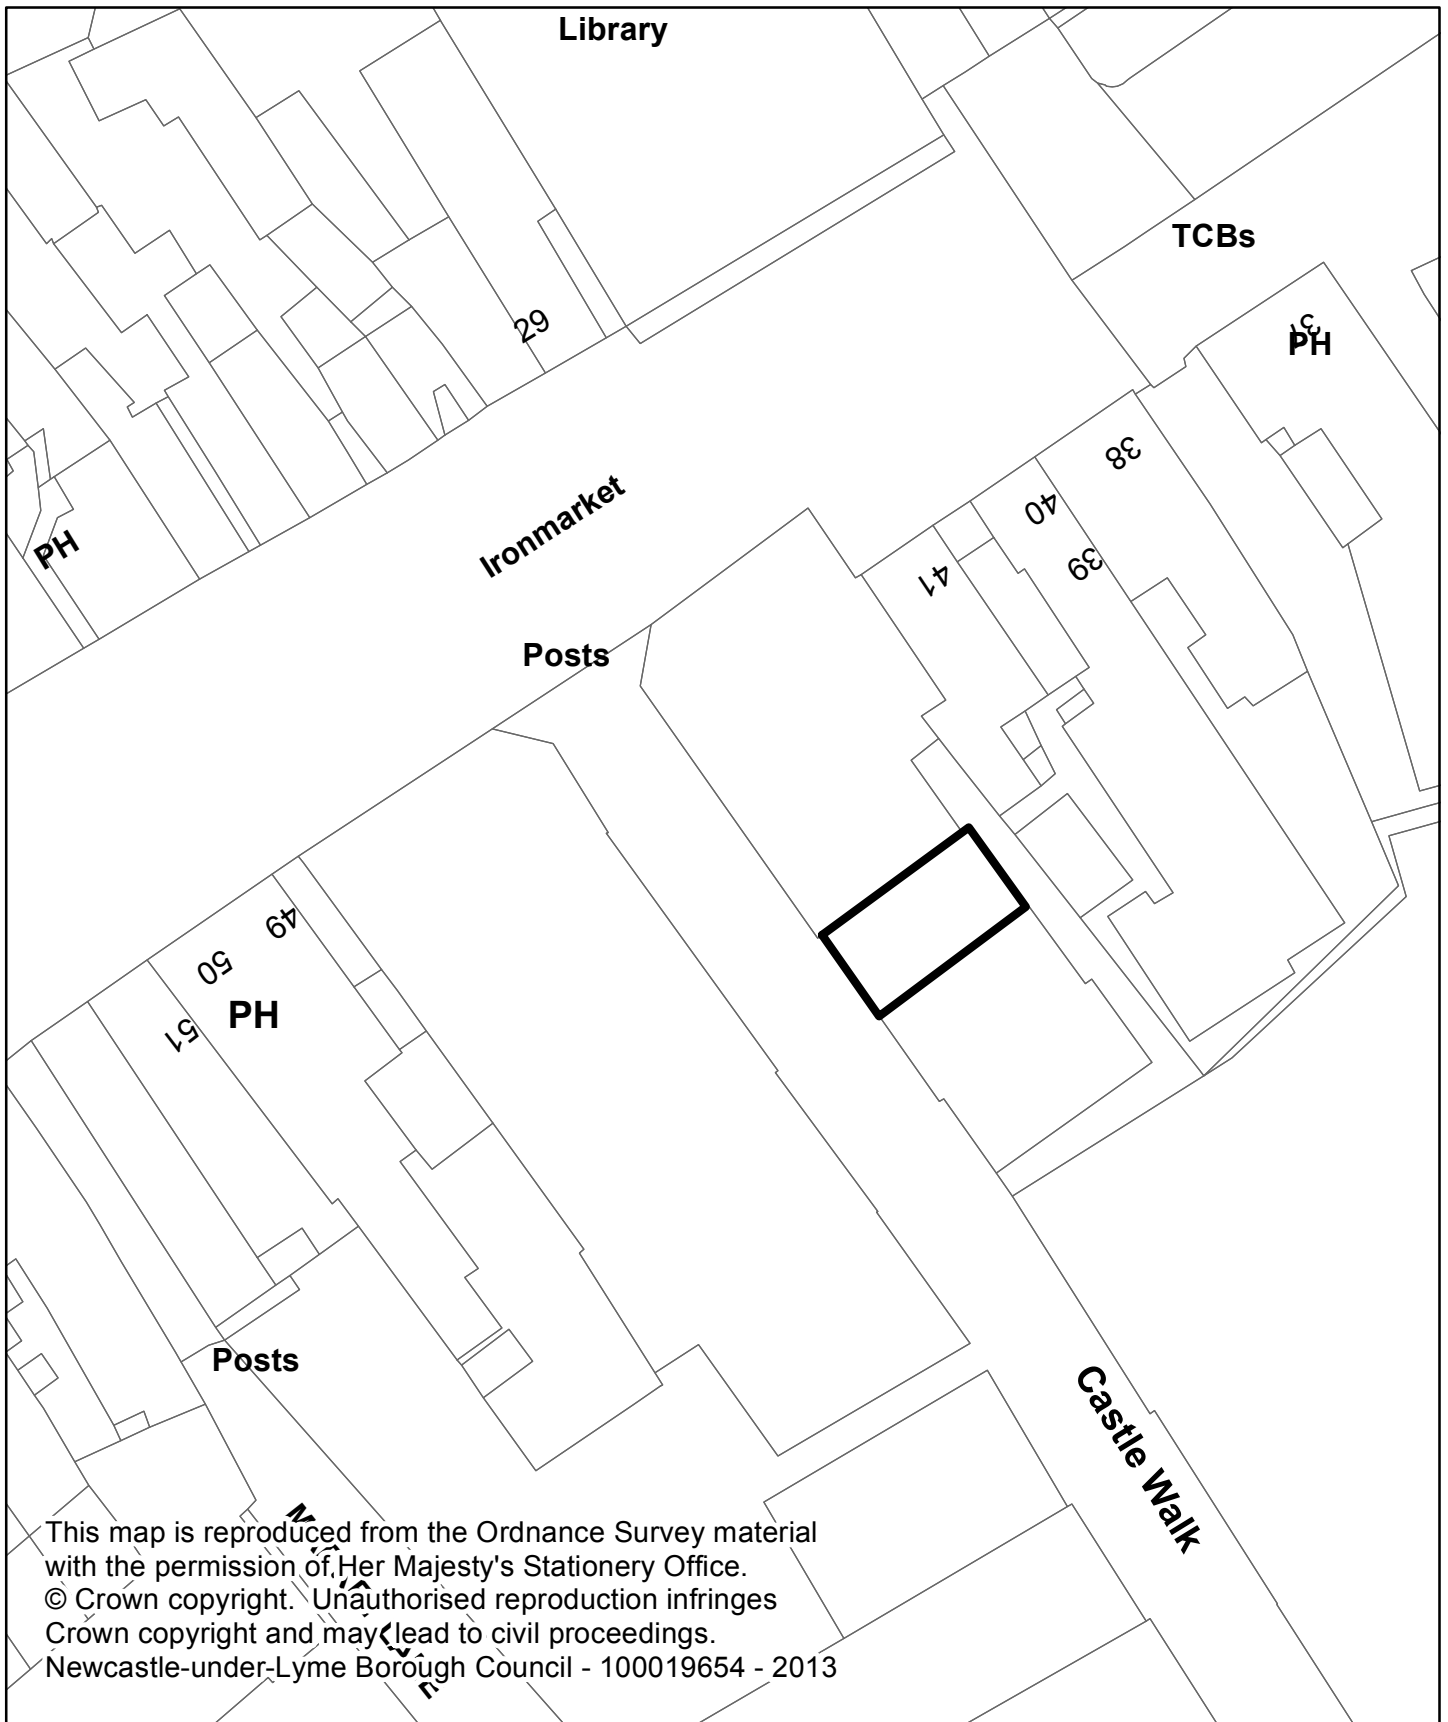 Library
TCBs
29
31
PH
38
40
39
41
PH
Ironmarket
Posts
49
50
PH
51
Posts
Castle Walk
This map is reproduced from the Ordnance Survey material
with the permission of Her Majesty's Stationery Office.
© Crown copyright.  Unauthorised reproduction infringes
Crown copyright and may lead to civil proceedings.
Newcastle-under-Lyme Borough Council - 100019654 - 2013